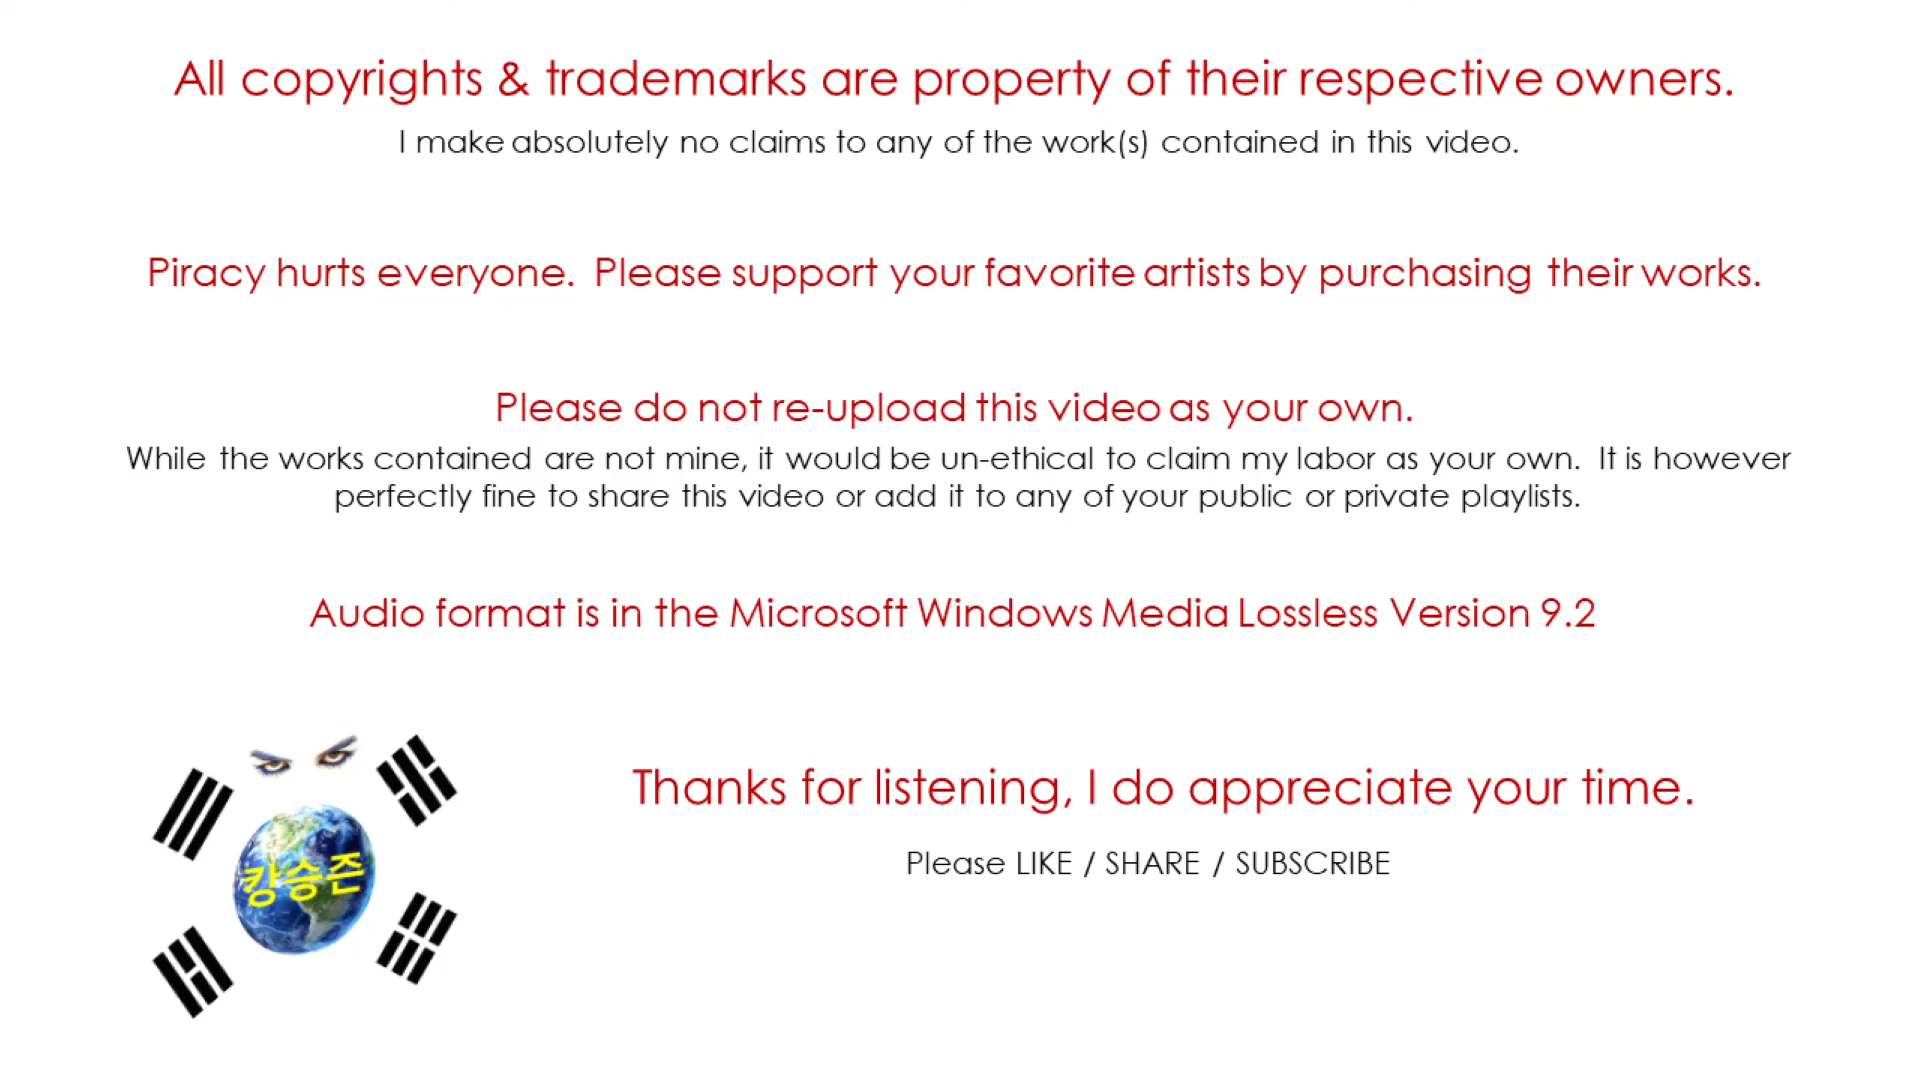 All copyrights & trademarks are property of their respective owners.
I make absolutely no claims to any of the work(s) contained in this video.
Piracy hurts everyone. Please support your favorite artists by purchasing their works.
Please do not re-upload this video as your own.
While the works contained are not mine, it would be un-ethical to claim my labor as your own. It is however
perfectly fine to share this video or add it to any of your public or private playlists.
Audio format is in the Microsoft Windows Media Lossless Version 9.2
Thanks for listening, I do appreciate your time.
Please LIKE / SHARE / SUBSCRIBE
캉승즌